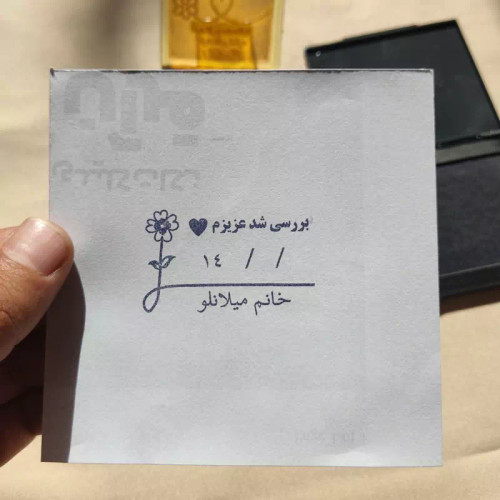 بررسی شد عزیزم
۱۴ / /
خانم میلانلو